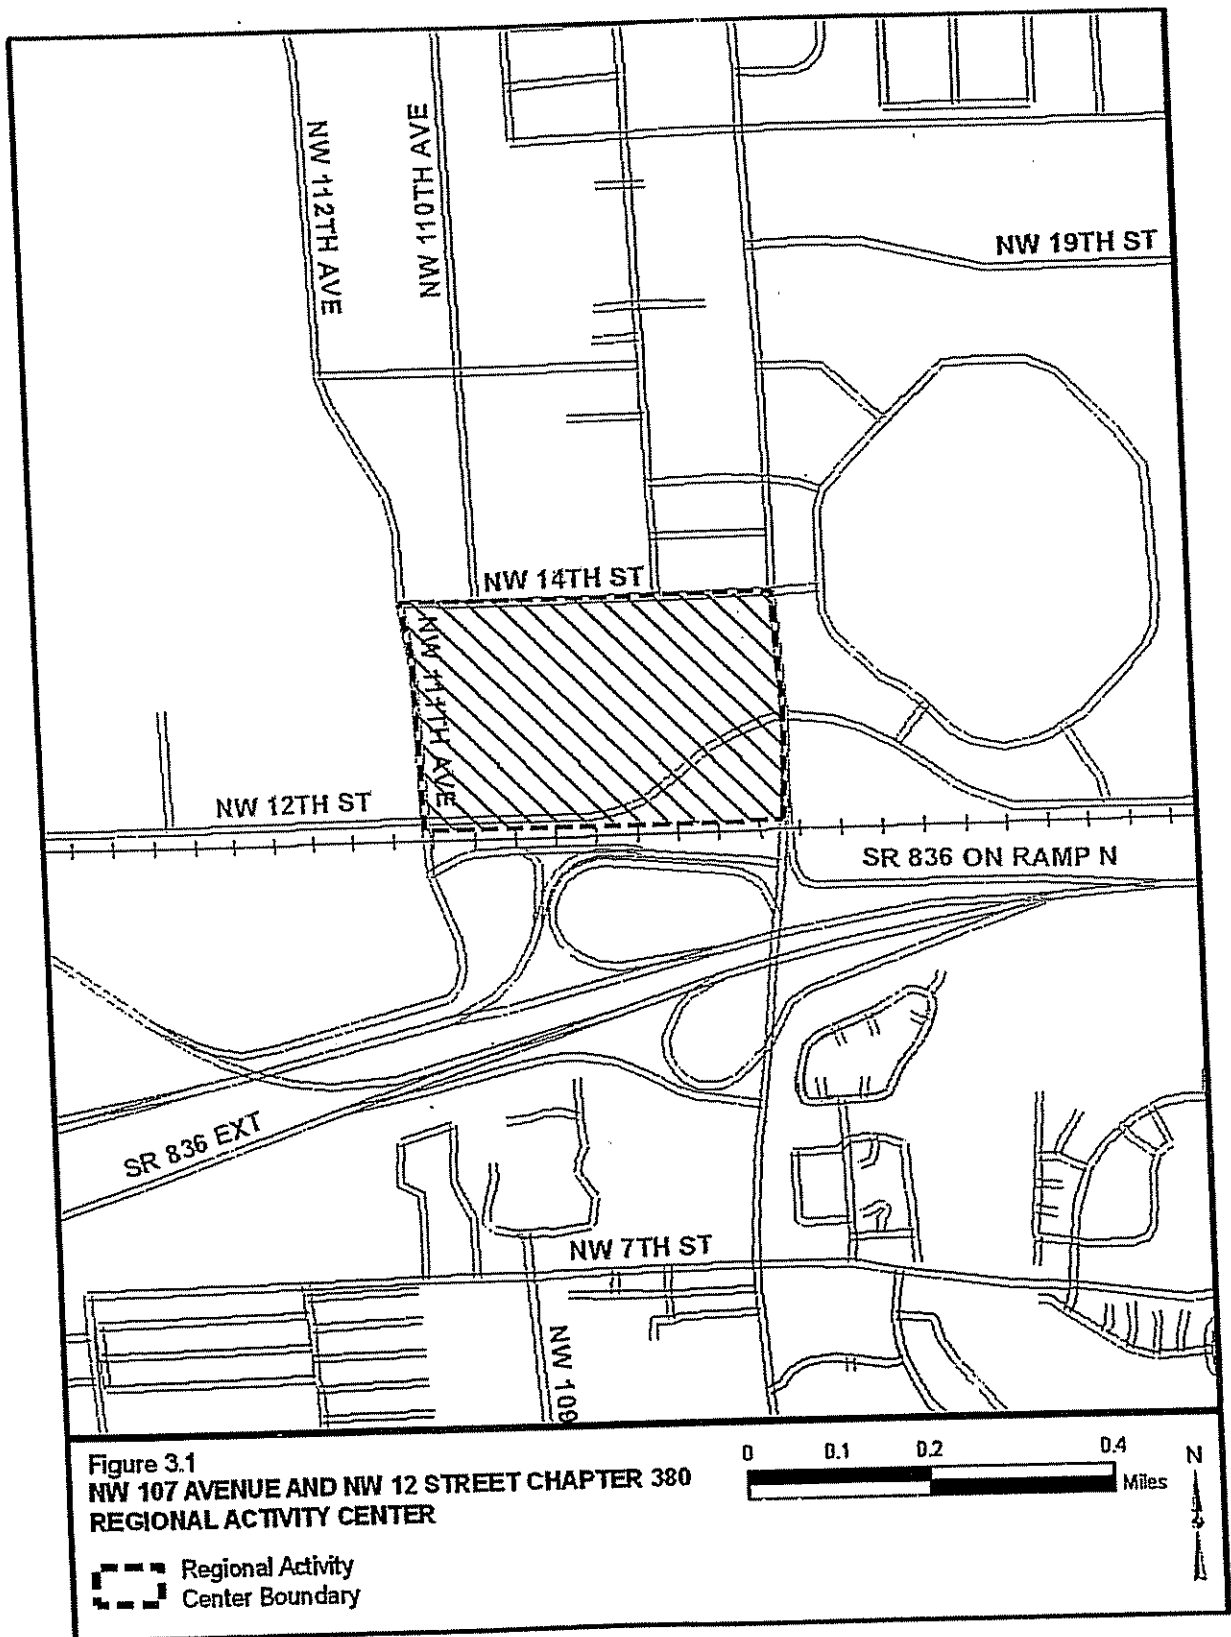 NW 112TH AVE
NW 110TH AVE
NW 19TH ST
NW 14TH ST
NW 111TH AVE
NW 12TH ST
SR 836 ON RAMP N
SR 836 EXT
NW 7TH ST
NW 109
Figure 3.1
NW 107 AVENUE AND NW 12 STREET CHAPTER 380
REGIONAL ACTIVITY CENTER
Regional Activity
Center Boundary
0 0.1 0.2 0.4
Miles
N